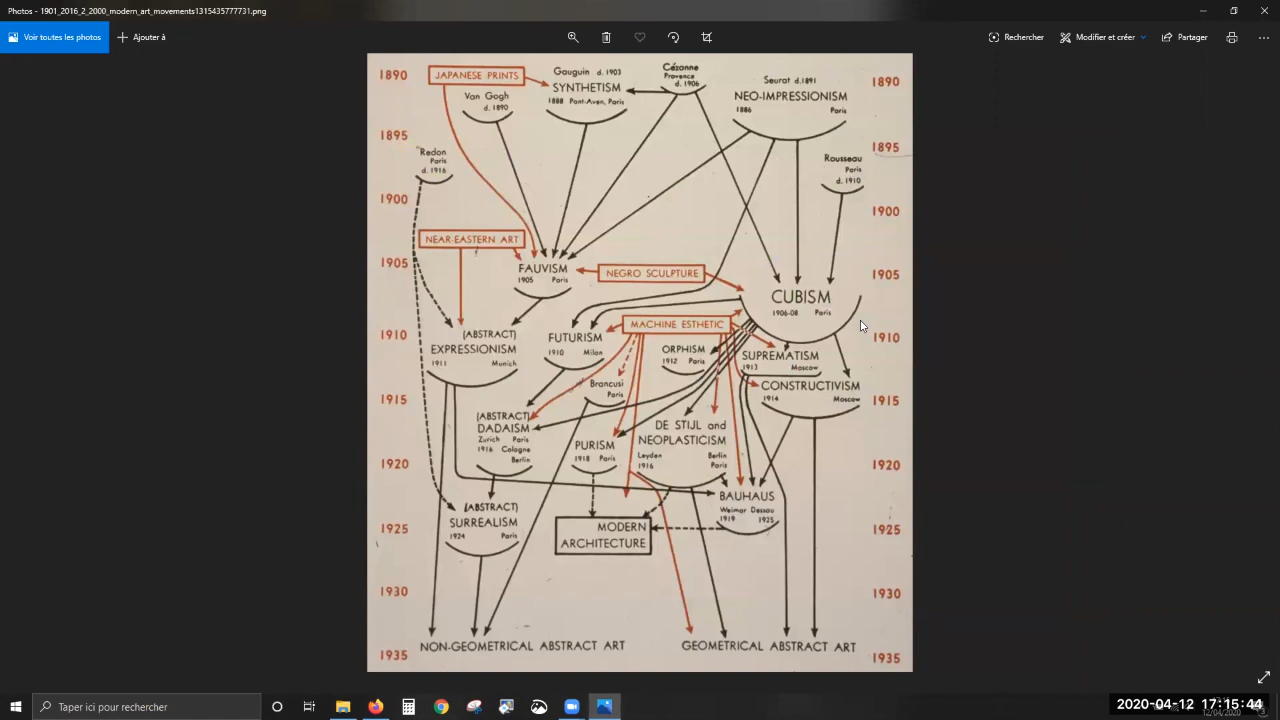 Photos - 1901_2016_2_2000_modern_art_movements1315435777731.png
Voir toutes les photos
Ajouter à
Rechercher
Modifier et créer
Partager
1890
JAPANESE PRINTS
Gauguin d. 1903
SYNTHETISM
1888 Pont-Aven, Paris
Cézanne
Provence
d. 1906
Seurat d.1891
NEO-IMPRESSIONISM
1886 Paris
1890
Van Gogh
d. 1890
1895
1895
Redon
Paris
d. 1916
Rousseau
Paris
d. 1910
1900
1900
NEAR-EASTERN ART
1905
FAUVISM
1905 Paris
NEGRO SCULPTURE
1905
CUBISM
1906-08 Paris
1910
(ABSTRACT)
EXPRESSIONISM
1911 Munich
FUTURISM
1910 Milan
MACHINE ESTHETIC
ORPHISM
1912 Paris
SUPREMATISM
1913 Moscow
1910
Brancusi
Paris
CONSTRUCTIVISM
1914 Moscow
1915
1915
(ABSTRACT)
DADAISM
Zurich Paris
1916 Cologne
Berlin
PURISM
1918 Paris
DE STIJL and
NEOPLASTICISM
Leyden Berlin
1916 Paris
1920
1920
BAUHAUS
Weimar Dessau
1919 1925
(ABSTRACT)
SURREALISM
1924 Paris
MODERN
ARCHITECTURE
1925
1925
1930
1930
NON-GEOMETRICAL ABSTRACT ART
GEOMETRICAL ABSTRACT ART
1935
1935
Taper ici pour rechercher
2020-04-12 17:15:44